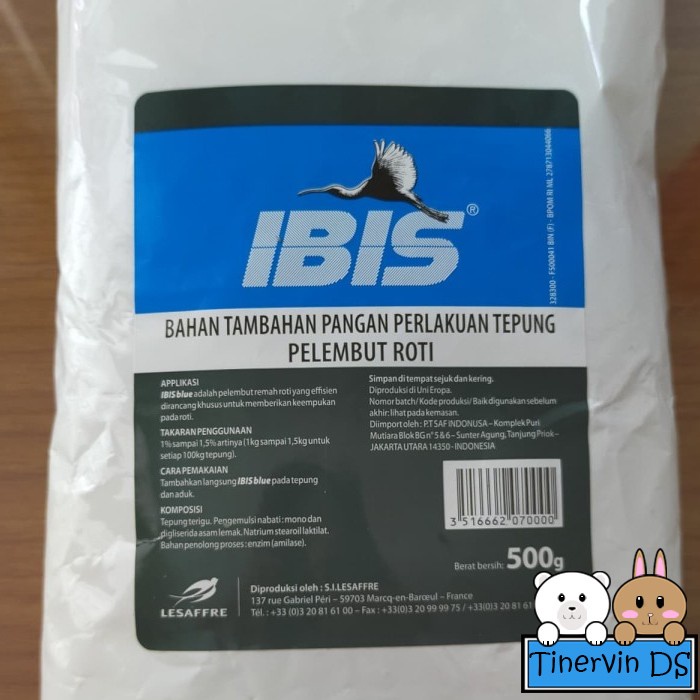 IBIS®
328300 - F500041 BIN (F) - BPOM RI ML 278713044066
BAHAN TAMBAHAN PANGAN PERLAKUAN TEPUNG
PELEMBUT ROTI
APPLIKASI
IBIS blue adalah pelembut remah roti yang effisien
dirancang khusus untuk memberikan keempukan
pada roti.
TAKARAN PENGGUNAAN
1% sampai 1,5% artinya (1kg sampai 1,5kg untuk
setiap 100kg tepung).
CARA PEMAKAIAN
Tambahkan langsung IBIS blue pada tepung
dan aduk.
KOMPOSISI
Tepung terigu. Pengemulsi nabati : mono dan
digliserida asam lemak. Natrium stearoil laktilat.
Bahan penolong proses : enzim (amilase).
Simpan di tempat sejuk dan kering.
Diproduksi di Uni Eropa.
Nomor batch / Kode produksi / Baik digunakan sebelum
akhir: lihat pada kemasan.
Diimport oleh : P.T SAF INDONUSA – Komplek Puri
Mutiara Blok BG n° 5 & 6 – Sunter Agung, Tanjung Priok –
JAKARTA UTARA 14350 - INDONESIA
3 516662 070000
Berat bersih: 500g
LESAFFRE
Diproduksi oleh : S.I.LESAFFRE
137 rue Gabriel Péri – 59703 Marcq-en-Barœul – France
Tél. : +33 (0)3 20 81 61 00 – Fax : +33(0)3 20 99 99 75 / +33(0)3 20 81 61
Tinervin DS